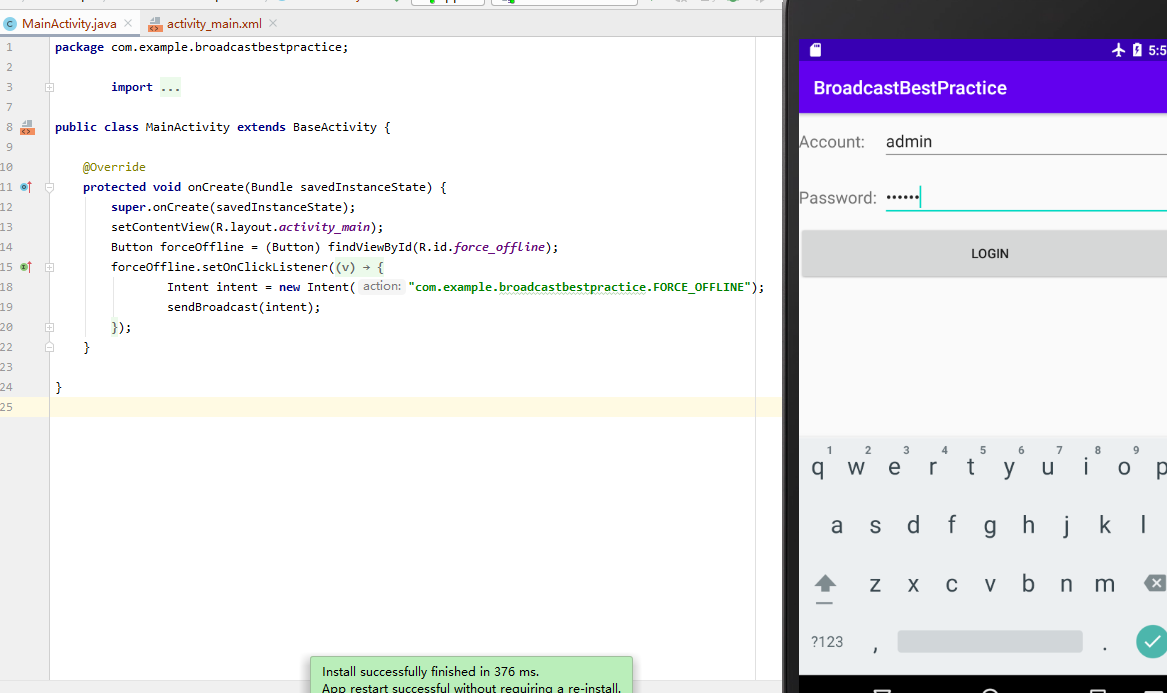 MainActivity.java
activity_main.xml
1 package com.example.broadcastbestpractice;
2
3 import ...
7
8 public class MainActivity extends BaseActivity {
9
10 @Override
11 protected void onCreate(Bundle savedInstanceState) {
12 super.onCreate(savedInstanceState);
13 setContentView(R.layout.activity_main);
14 Button forceOffline = (Button) findViewById(R.id.force_offline);
15 forceOffline.setOnClickListener((v) → {
18 Intent intent = new Intent( action: "com.example.broadcastbestpractice.FORCE_OFFLINE");
19 sendBroadcast(intent);
20 });
22 }
23
24 }
25
Install successfully finished in 376 ms.
App restart successful without requiring a re-install.
5:5
BroadcastBestPractice
Account: admin
Password: ••••••
LOGIN
1 2 3 4 5 6 7 8 9
q w e r t y u i o p
a s d f g h j k l
z x c v b n m
?123 , .